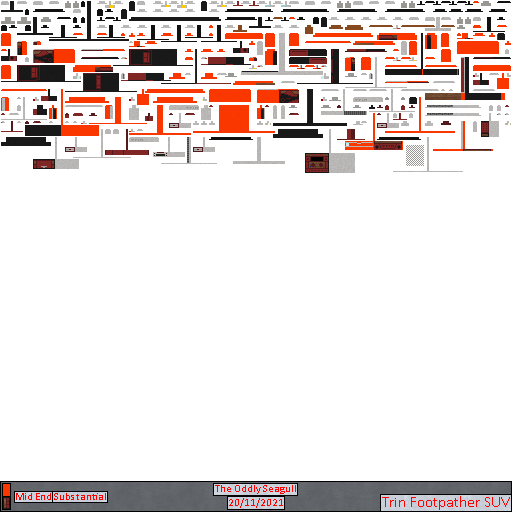 The Oddly Seagull
Mid End Substantial
20/11/2021
Trin Footpather SUV